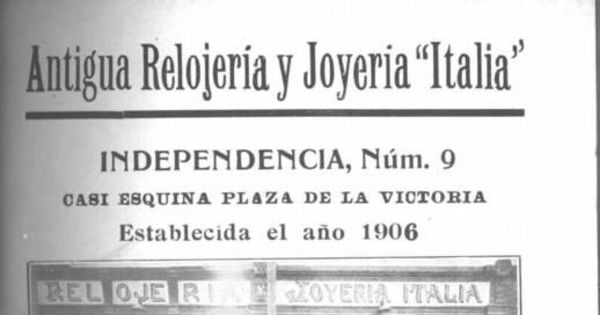 Antigua Relojería y Joyeria "Italia"
INDEPENDENCIA, Núm. 9
CASI ESQUINA PLAZA DE LA VICTORIA
Establecida el año 1906
RELOJERIA Y JOYERIA ITALIA